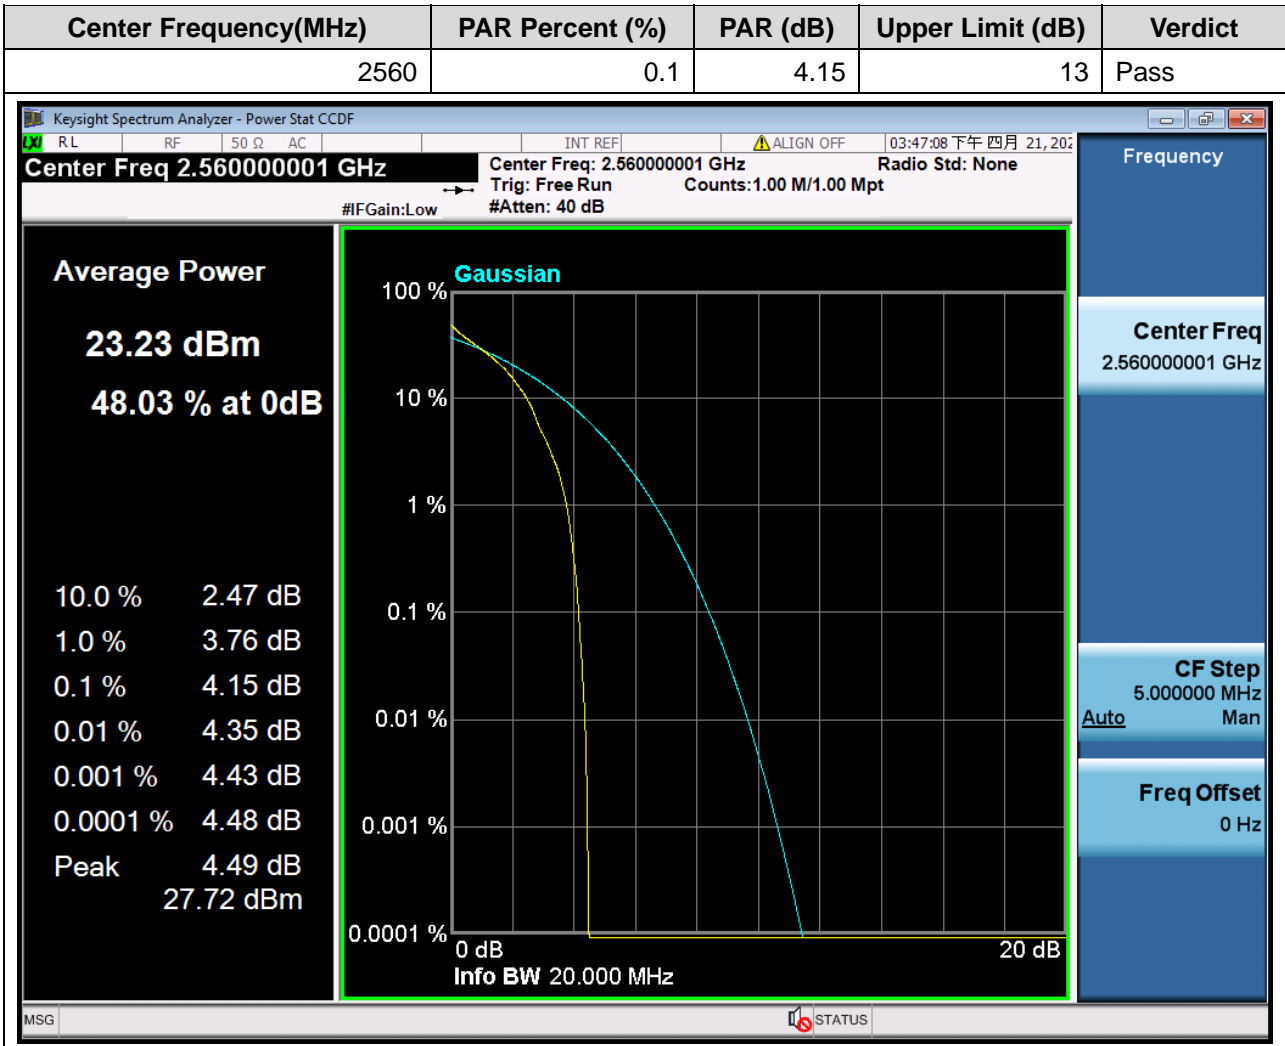 Center Frequency(MHz) PAR Percent (%) PAR (dB) Upper Limit (dB) Verdict
2560 0.1 4.15 13 Pass
Keysight Spectrum Analyzer - Power Stat CCDF
LXI RL RF 50 Ω AC INT REF ALIGN OFF 03:47:08 下午 四月 21, 202
Center Freq 2.560000001 GHz
Center Freq: 2.560000001 GHz Radio Std: None
Trig: Free Run Counts:1.00 M/1.00 Mpt
#IFGain:Low #Atten: 40 dB
Average Power
23.23 dBm
48.03 % at 0dB
10.0 % 2.47 dB
1.0 % 3.76 dB
0.1 % 4.15 dB
0.01 % 4.35 dB
0.001 % 4.43 dB
0.0001 % 4.48 dB
Peak 4.49 dB
27.72 dBm
Gaussian
100 %
10 %
1 %
0.1 %
0.01 %
0.001 %
0.0001 %
0 dB 20 dB
Info BW 20.000 MHz
Frequency
Center Freq
2.560000001 GHz
CF Step
5.000000 MHz
Auto Man
Freq Offset
0 Hz
MSG STATUS